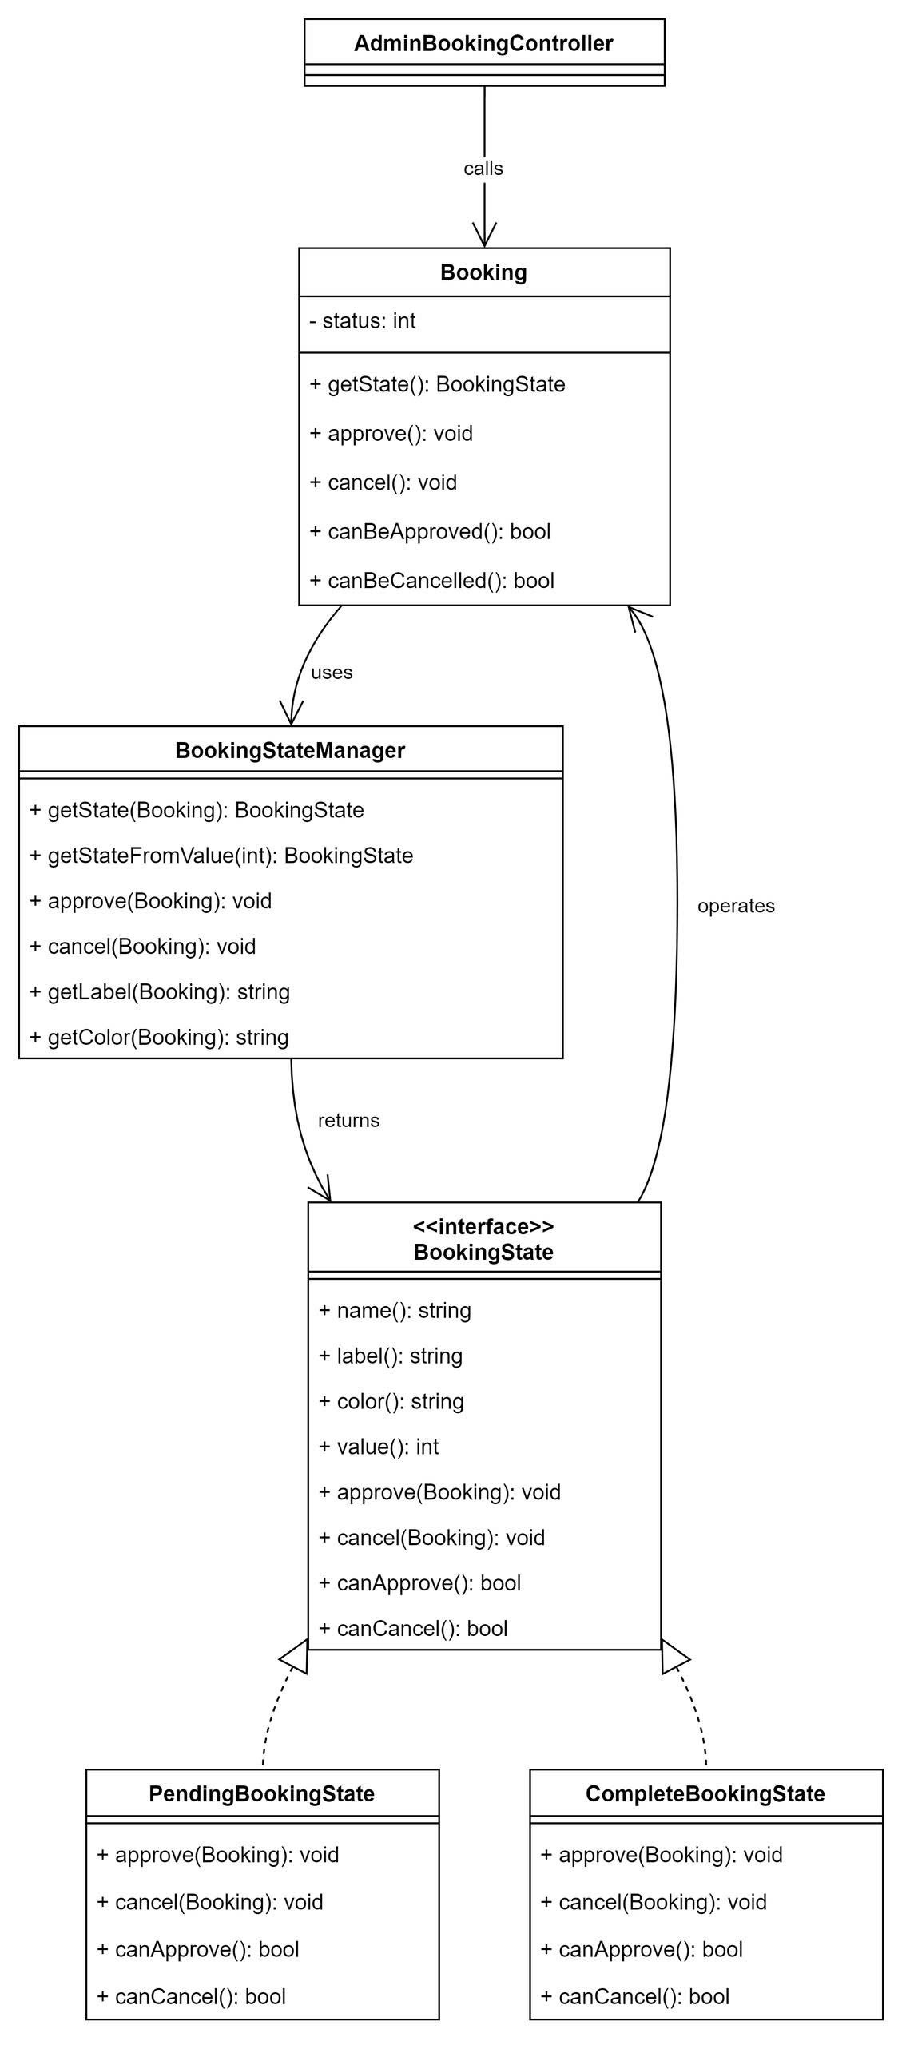 AdminBookingController
calls
Booking
- status: int
+ getState(): BookingState
+ approve(): void
+ cancel(): void
+ canBeApproved(): bool
+ canBeCancelled(): bool
uses
BookingStateManager
+ getState(Booking): BookingState
+ getStateFromValue(int): BookingState
+ approve(Booking): void
+ cancel(Booking): void
+ getLabel(Booking): string
+ getColor(Booking): string
operates
returns
<<interface>>
BookingState
+ name(): string
+ label(): string
+ color(): string
+ value(): int
+ approve(Booking): void
+ cancel(Booking): void
+ canApprove(): bool
+ canCancel(): bool
PendingBookingState
+ approve(Booking): void
+ cancel(Booking): void
+ canApprove(): bool
+ canCancel(): bool
CompleteBookingState
+ approve(Booking): void
+ cancel(Booking): void
+ canApprove(): bool
+ canCancel(): bool